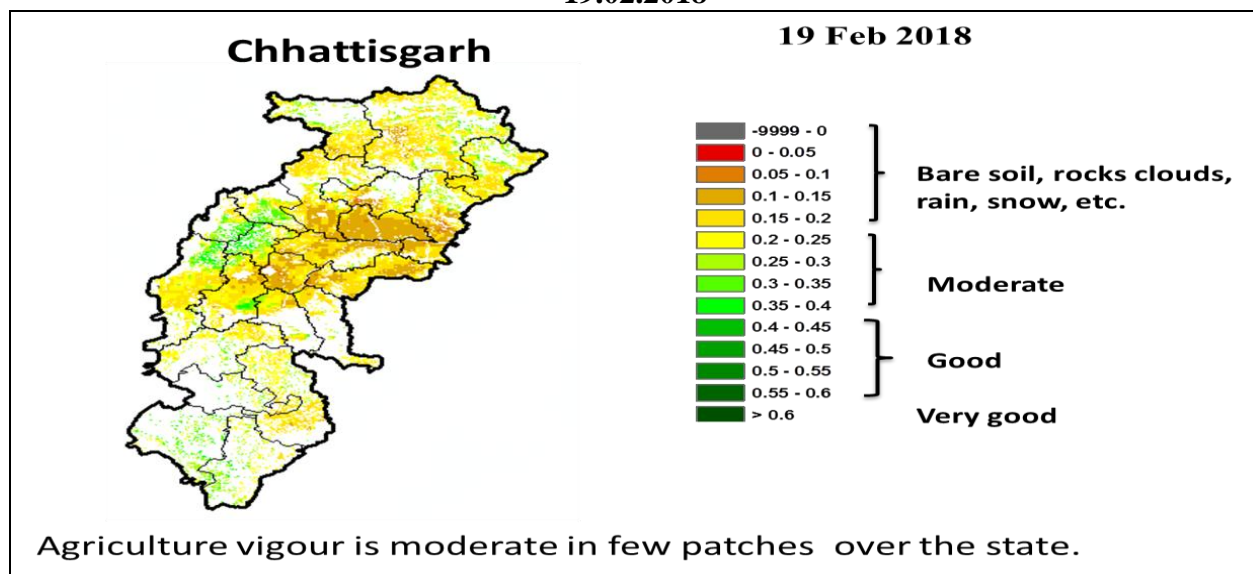 19.02.2018
Chhattisgarh
19 Feb 2018
-9999 - 0
0 - 0.05
0.05 - 0.1
0.1 - 0.15
0.15 - 0.2
0.2 - 0.25
0.25 - 0.3
0.3 - 0.35
0.35 - 0.4
0.4 - 0.45
0.45 - 0.5
0.5 - 0.55
0.55 - 0.6
> 0.6
Bare soil, rocks clouds,
rain, snow, etc.
Moderate
Good
Very good
Agriculture vigour is moderate in few patches over the state.